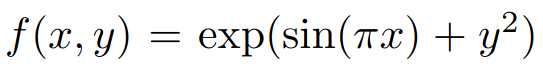 f(x, y) = exp(sin(πx) + y²)